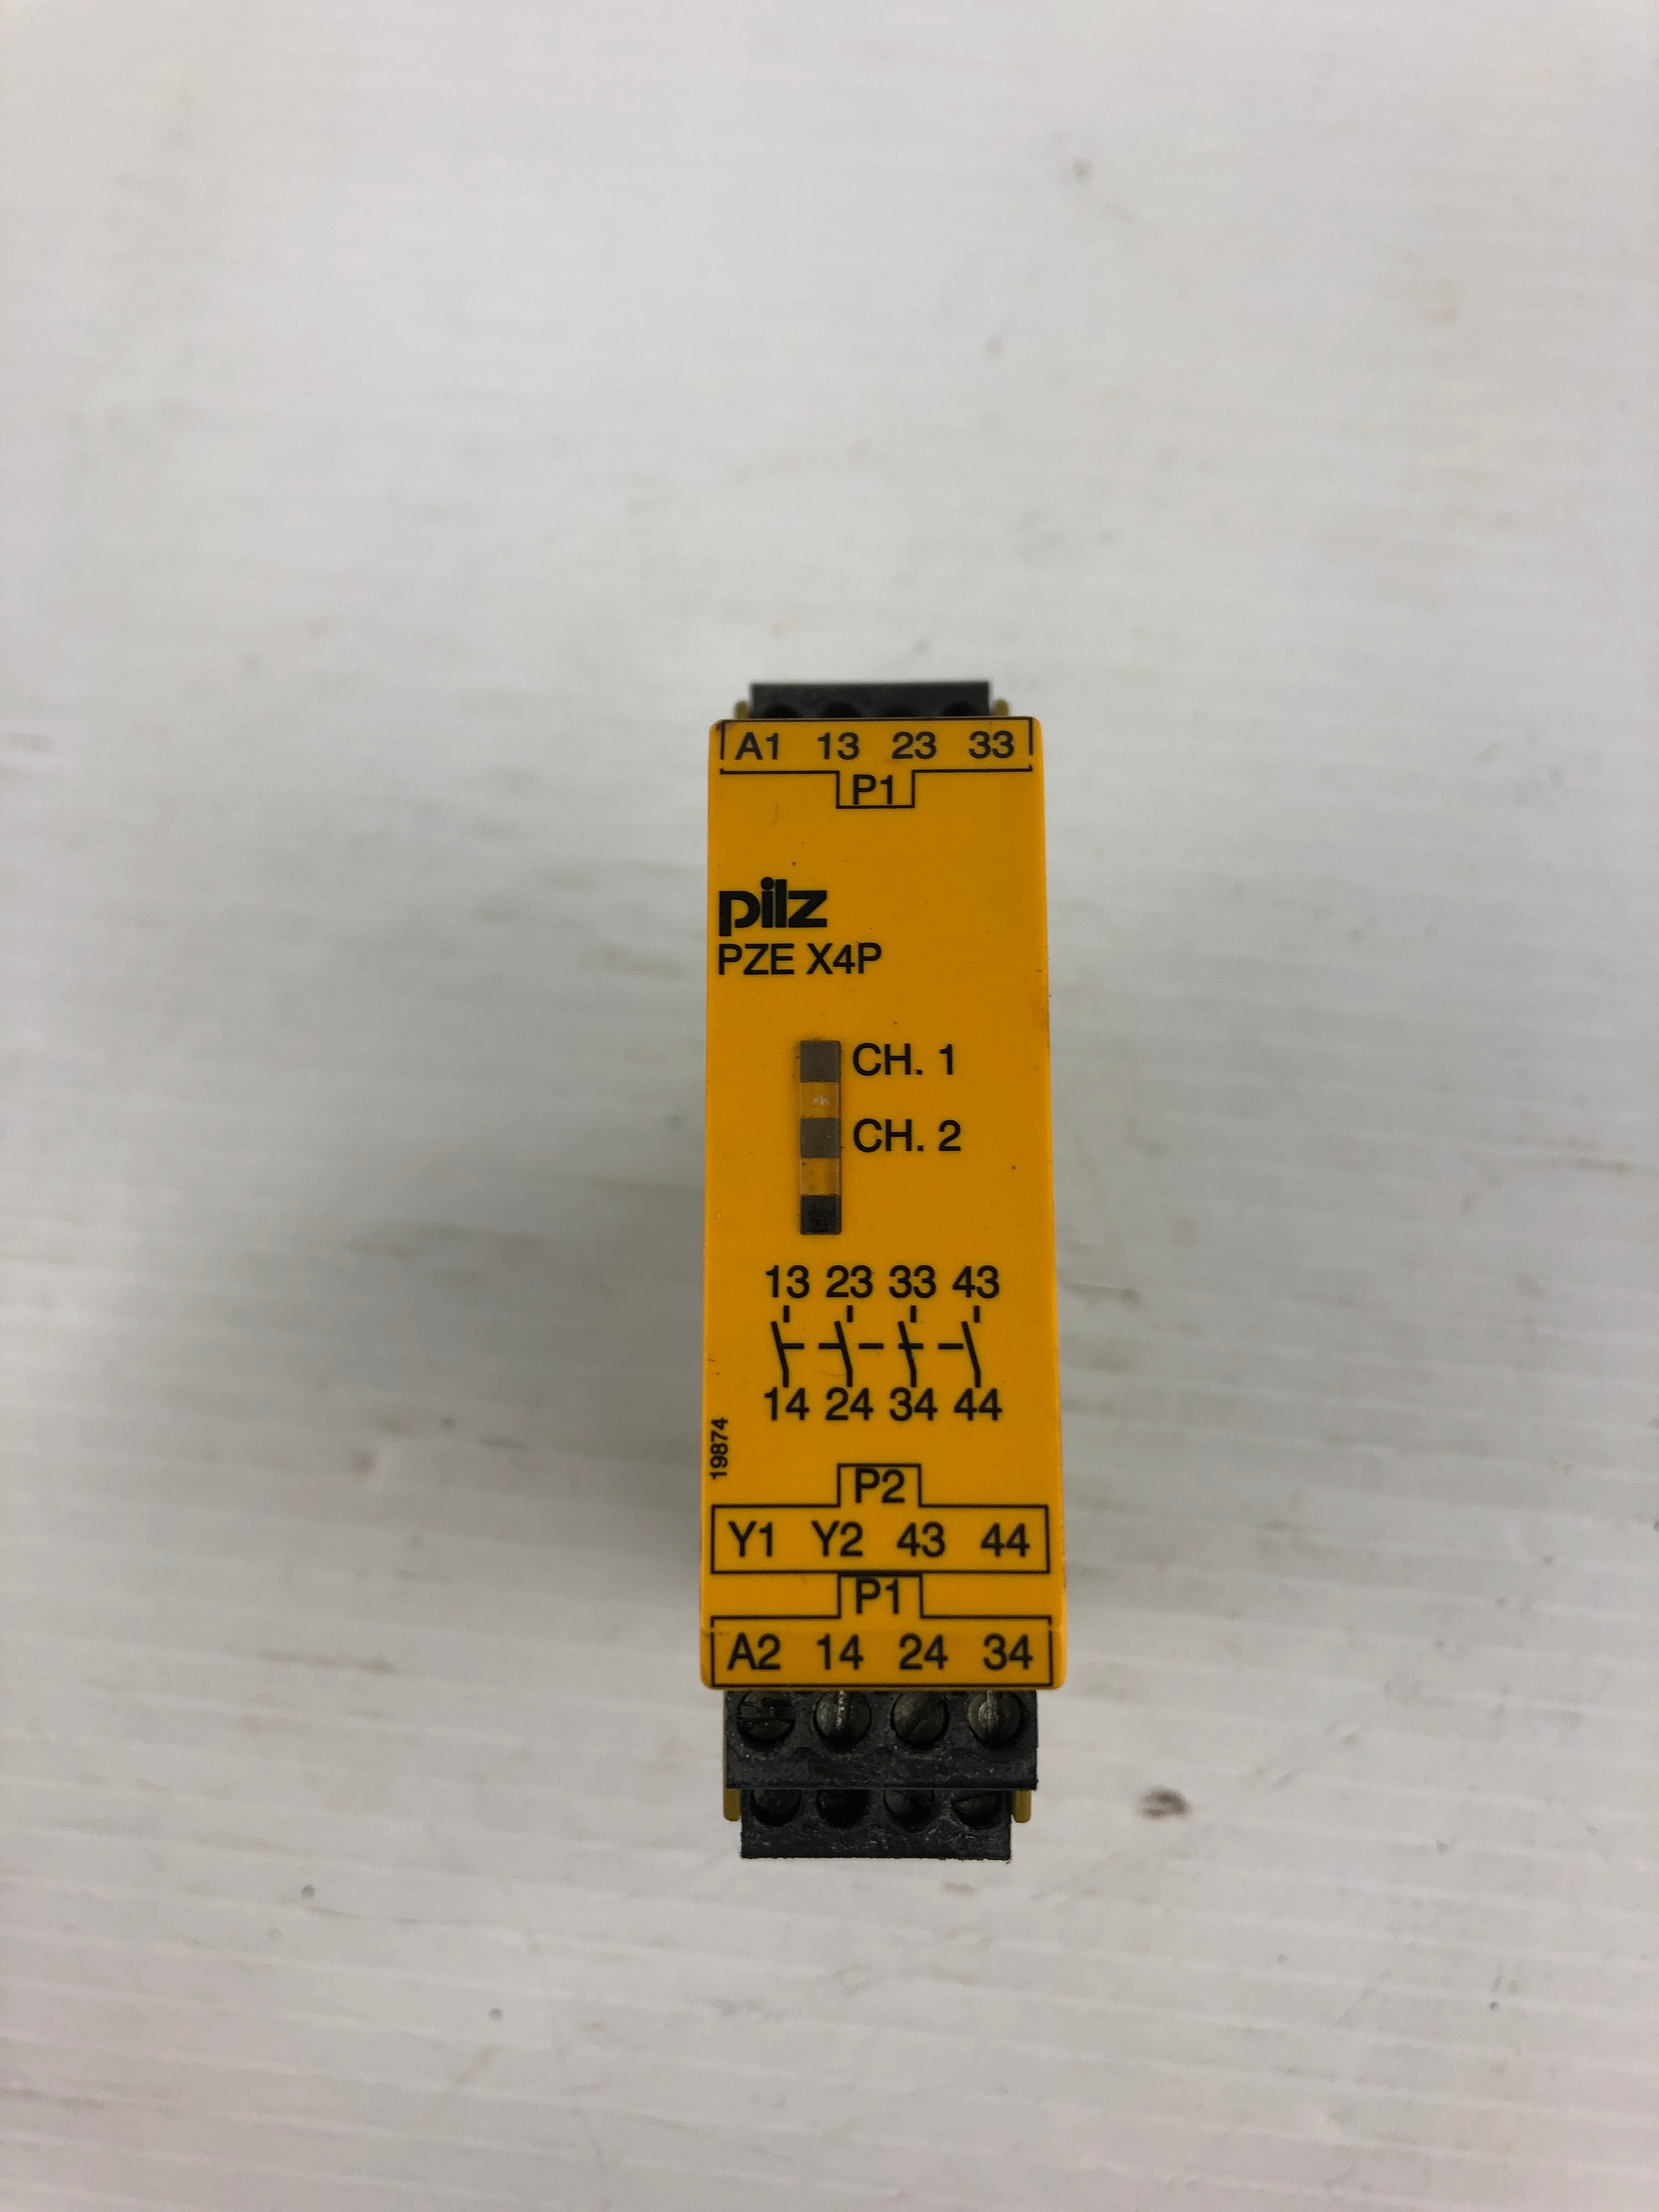 A1 13 23 33
P1
pilz
PZE X4P
CH. 1
CH. 2
13 23 33 43
14 24 34 44
19874
P2
Y1 Y2 43 44
P1
A2 14 24 34